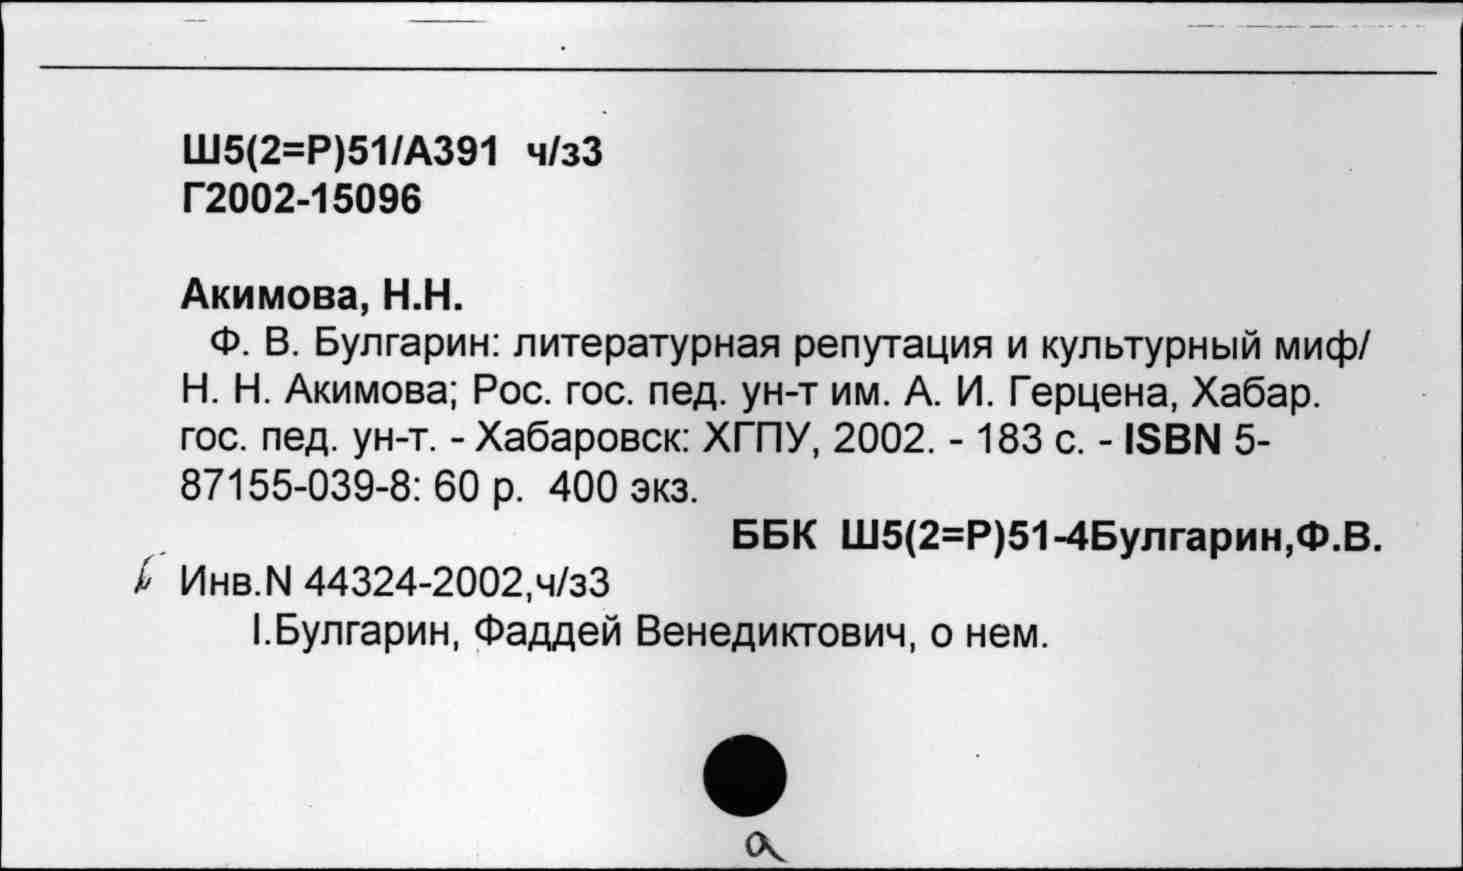 Ш5(2=Р)51/А391 ч/з3
Г2002-15096
Акимова, Н.Н.
Ф. В. Булгарин: литературная репутация и культурный миф/
Н. Н. Акимова; Рос. гос. пед. ун-т им. А. И. Герцена, Хабар.
гос. пед. ун-т. - Хабаровск: ХГПУ, 2002. - 183 с. - ISBN 5-
87155-039-8: 60 р. 400 экз.
ББК Ш5(2=Р)51-4Булгарин,Ф.В.
Инв.N 44324-2002,ч/з3
I.Булгарин, Фаддей Венедиктович, о нем.
а